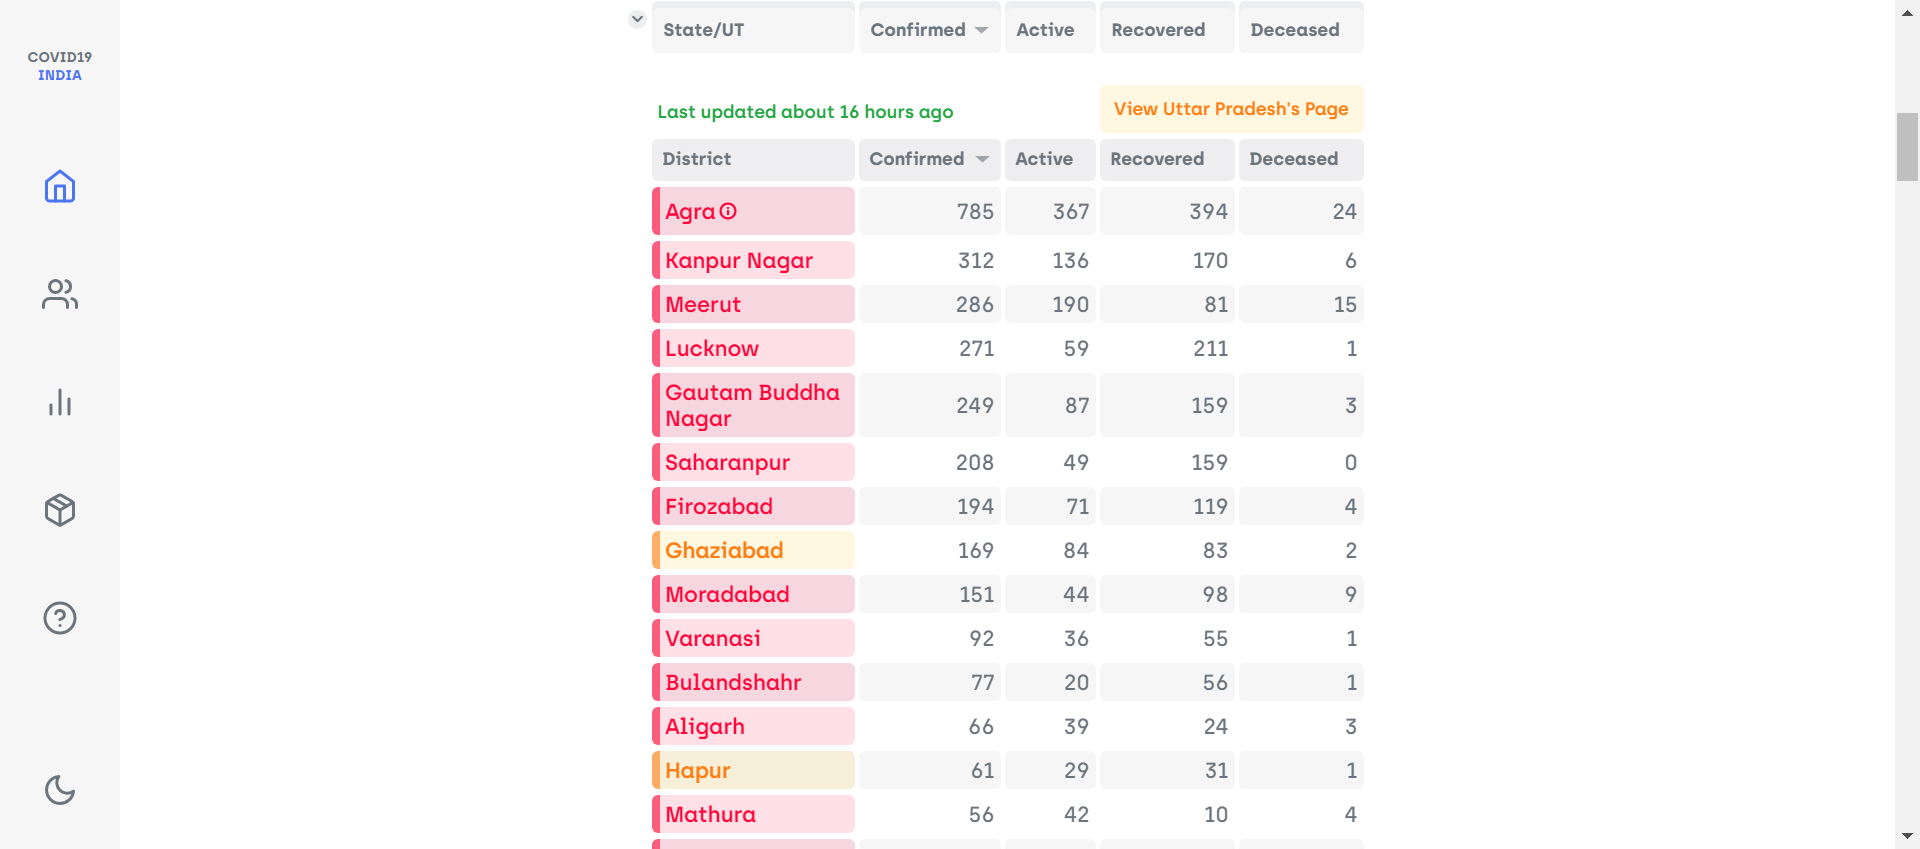 COVID19
INDIA
State/UT Confirmed Active Recovered Deceased
Last updated about 16 hours ago View Uttar Pradesh's Page
District Confirmed Active Recovered Deceased
Agra 785 367 394 24
Kanpur Nagar 312 136 170 6
Meerut 286 190 81 15
Lucknow 271 59 211 1
Gautam Buddha
Nagar 249 87 159 3
Saharanpur 208 49 159 0
Firozabad 194 71 119 4
Ghaziabad 169 84 83 2
Moradabad 151 44 98 9
Varanasi 92 36 55 1
Bulandshahr 77 20 56 1
Aligarh 66 39 24 3
Hapur 61 29 31 1
Mathura 56 42 10 4